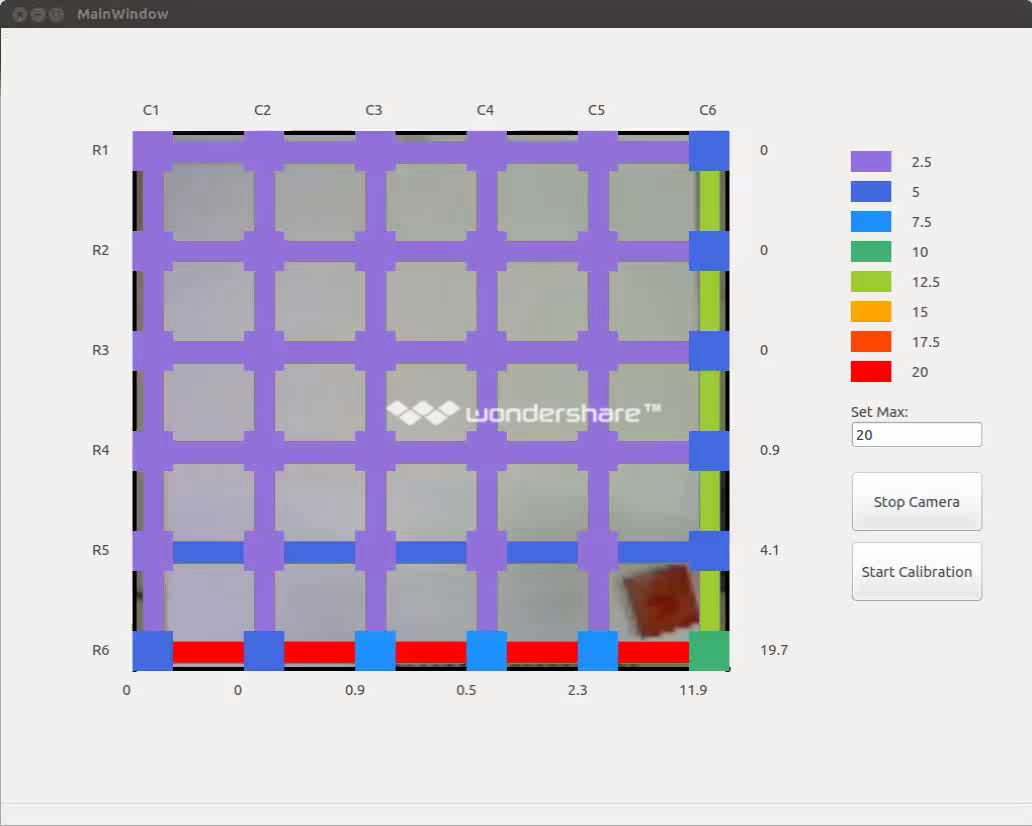 MainWindow
C1 C2 C3 C4 C5 C6
R1 0
R2 0
R3 0
R4 0.9
R5 4.1
R6 19.7
0 0 0.9 0.5 2.3 11.9
wondershare™
2.5
5
7.5
10
12.5
15
17.5
20
Set Max:
20
Stop Camera
Start Calibration